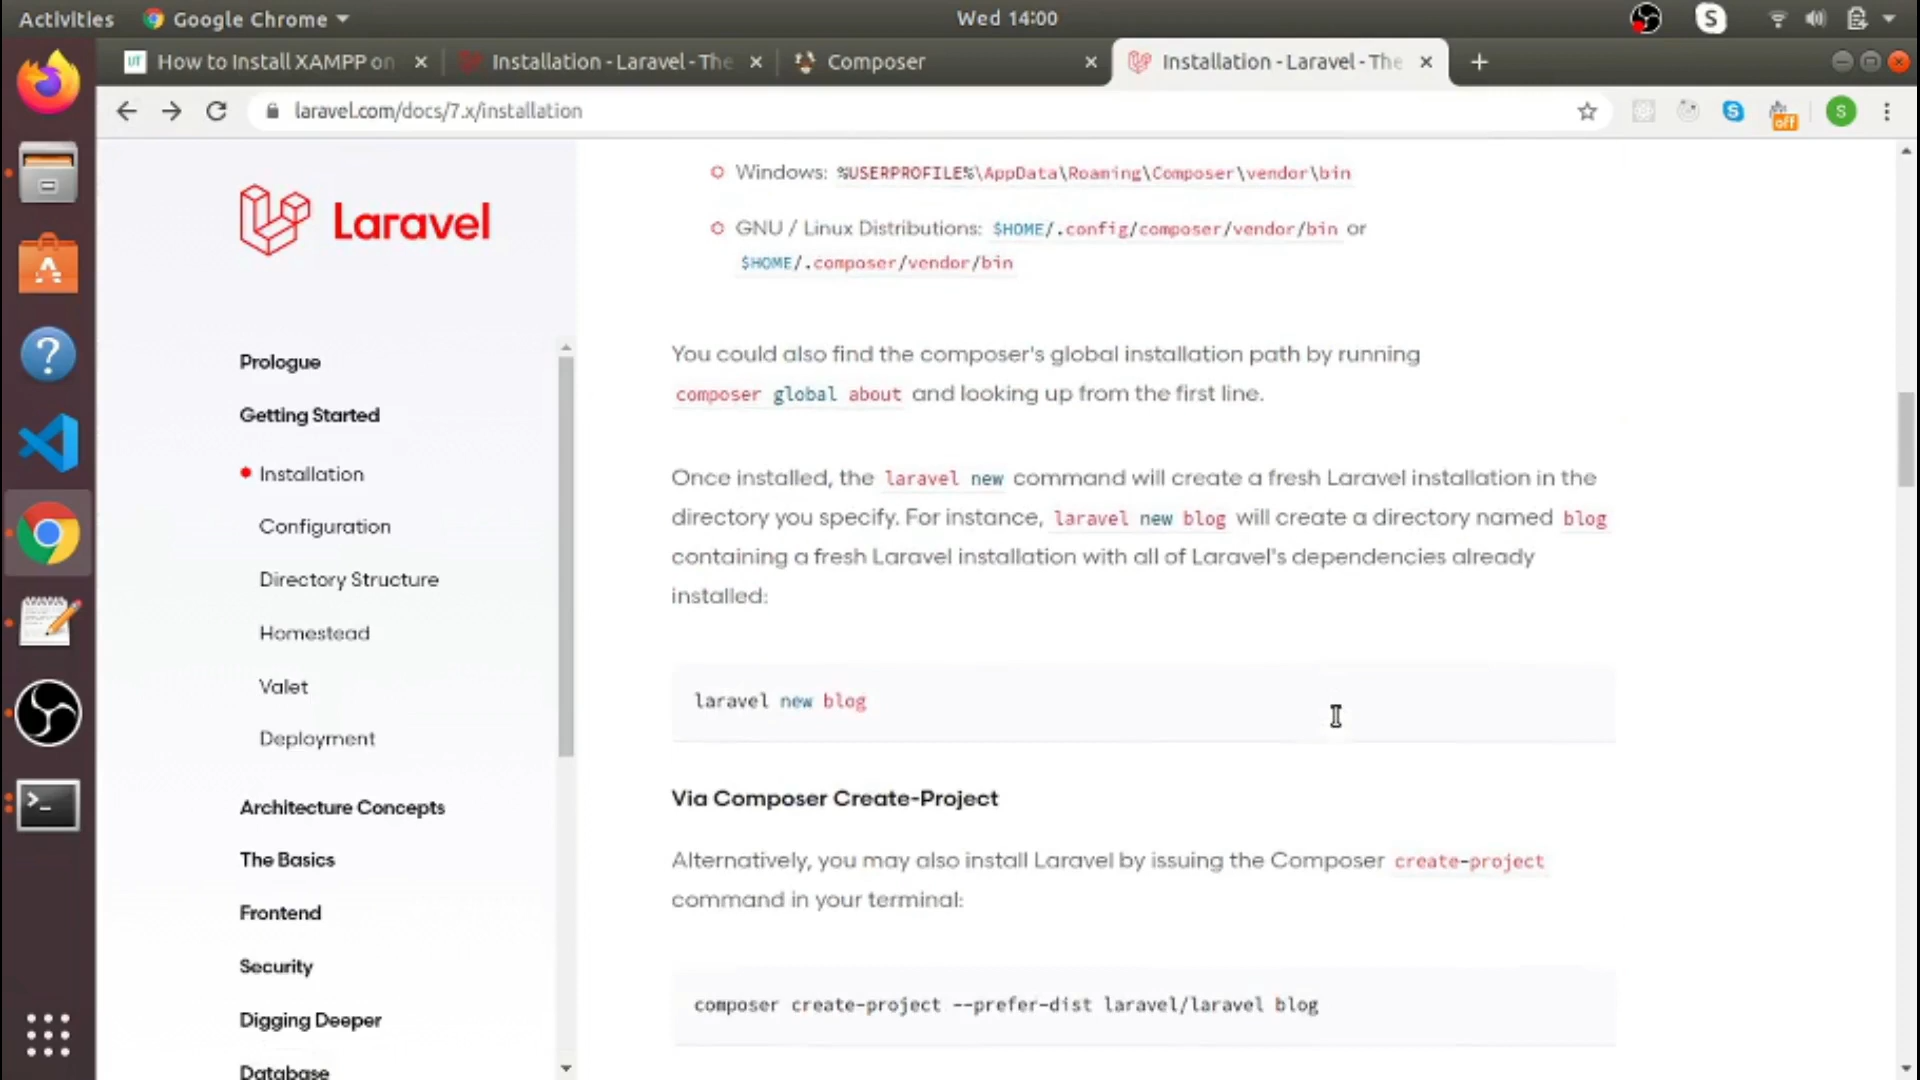 Activities Google Chrome Wed 14:00 S
How to Install XAMPP on Installation - Laravel - The Composer Installation - Laravel - The
laravel.com/docs/7.x/installation off S
Laravel
Prologue
Getting Started
Installation
Configuration
Directory Structure
Homestead
Valet
Deployment
Architecture Concepts
The Basics
Frontend
Security
Digging Deeper
Database
Windows: %USERPROFILE%\AppData\Roaming\Composer\vendor\bin
GNU / Linux Distributions: $HOME/.config/composer/vendor/bin or
$HOME/.composer/vendor/bin
You could also find the composer's global installation path by running
composer global about and looking up from the first line.
Once installed, the laravel new command will create a fresh Laravel installation in the
directory you specify. For instance, laravel new blog will create a directory named blog
containing a fresh Laravel installation with all of Laravel's dependencies already
installed:
laravel new blog
Via Composer Create-Project
Alternatively, you may also install Laravel by issuing the Composer create-project
command in your terminal:
composer create-project --prefer-dist laravel/laravel blog